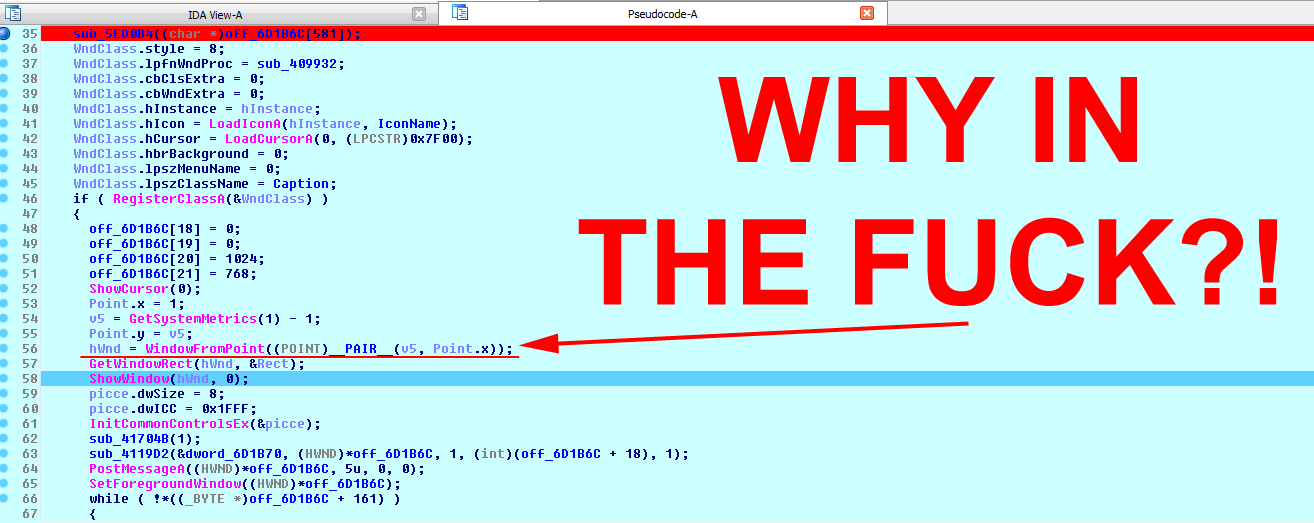 IDA View-A
Pseudocode-A
35 sub_5ED0B4((char *)off_6D1B6C[581]);
36 WndClass.style = 8;
37 WndClass.lpfnWndProc = sub_409932;
38 WndClass.cbClsExtra = 0;
39 WndClass.cbWndExtra = 0;
40 WndClass.hInstance = hInstance;
41 WndClass.hIcon = LoadIconA(hInstance, IconName);
42 WndClass.hCursor = LoadCursorA(0, (LPCSTR)0x7F00);
43 WndClass.hbrBackground = 0;
44 WndClass.lpszMenuName = 0;
45 WndClass.lpszClassName = Caption;
46 if ( RegisterClassA(&WndClass) )
47 {
48 off_6D1B6C[18] = 0;
49 off_6D1B6C[19] = 0;
50 off_6D1B6C[20] = 1024;
51 off_6D1B6C[21] = 768;
52 ShowCursor(0);
53 Point.x = 1;
54 v5 = GetSystemMetrics(1) - 1;
55 Point.y = v5;
56 hWnd = WindowFromPoint((POINT)__PAIR__(v5, Point.x));
57 GetWindowRect(hWnd, &Rect);
58 ShowWindow(hWnd, 0);
59 picce.dwSize = 8;
60 picce.dwICC = 0x1FFF;
61 InitCommonControlsEx(&picce);
62 sub_41704B(1);
63 sub_4119D2(&dword_6D1B70, (HWND)*off_6D1B6C, 1, (int)(off_6D1B6C + 18), 1);
64 PostMessageA((HWND)*off_6D1B6C, 5u, 0, 0);
65 SetForegroundWindow((HWND)*off_6D1B6C);
66 while ( !*((_BYTE *)off_6D1B6C + 161) )
67 {
WHY IN
THE FUCK?!